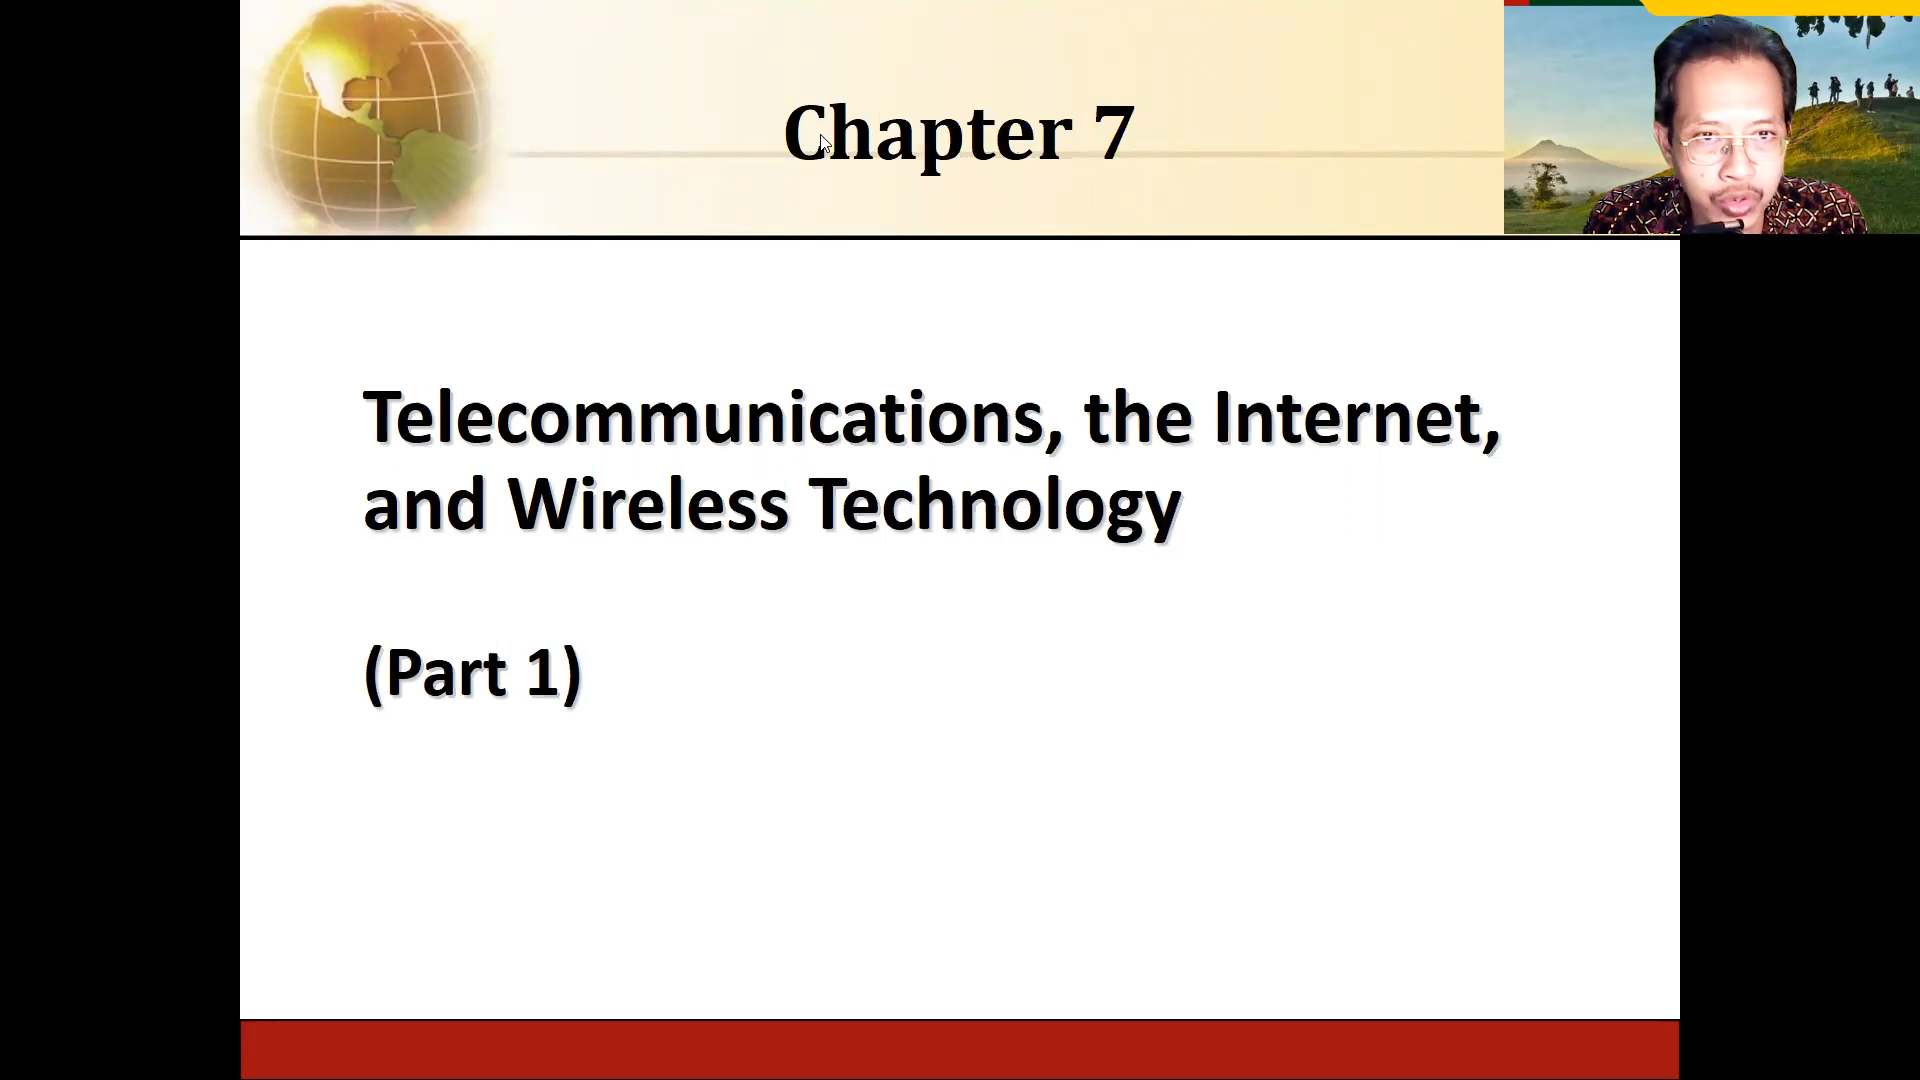 Chapter 7
Telecommunications, the Internet,
and Wireless Technology
(Part 1)